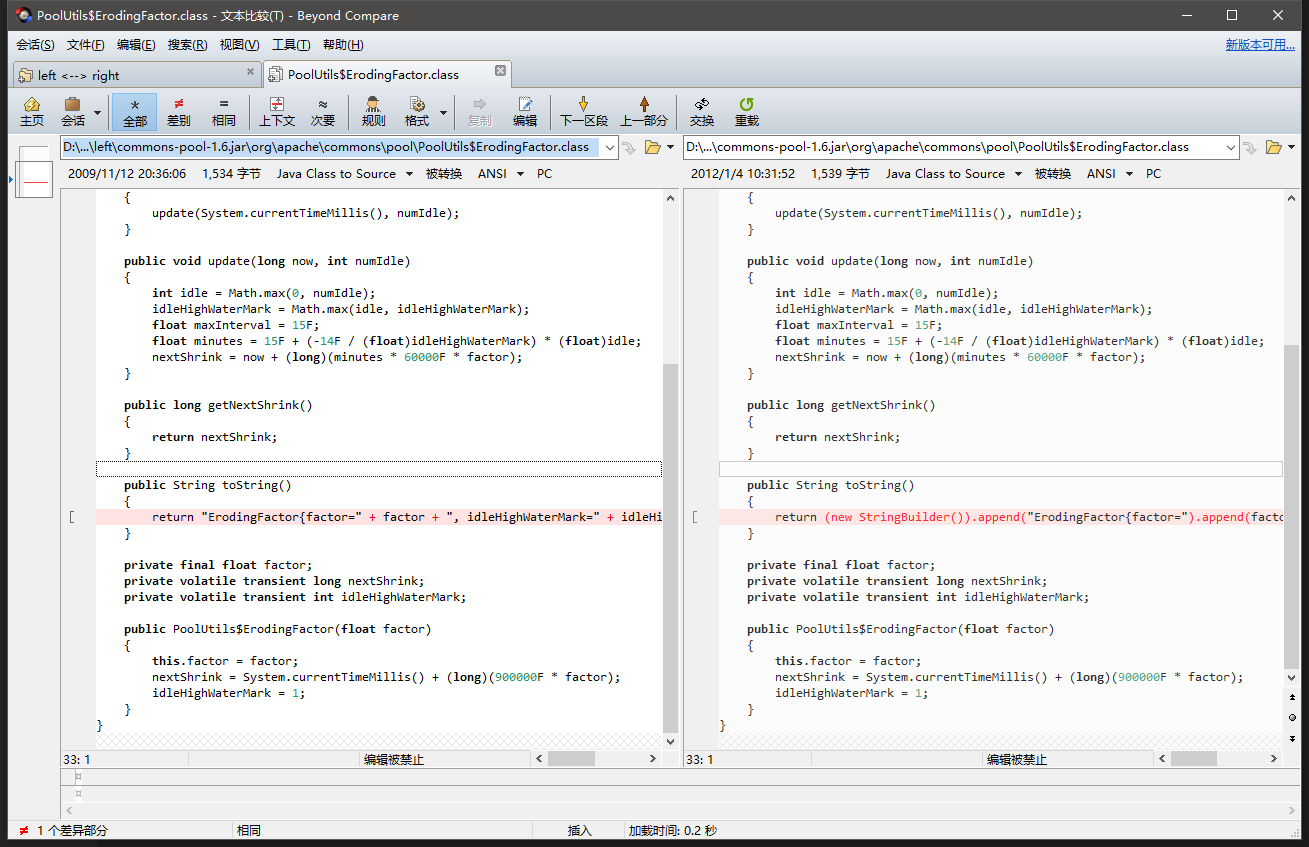 PoolUtils$ErodingFactor.class - 文本比较(T) - Beyond Compare
会话(S) 文件(F) 编辑(E) 搜索(R) 视图(V) 工具(T) 帮助(H) 新版本可用...
left <--> right PoolUtils$ErodingFactor.class
主页 会话 全部 差别 相同 上下文 次要 规则 格式 复制 编辑 下一区段 上一部分 交换 重载
D:\...\left\commons-pool-1.6.jar\org\apache\commons\pool\PoolUtils$ErodingFactor.class
2009/11/12 20:36:06 1,534 字节 Java Class to Source 被转换 ANSI PC
{
update(System.currentTimeMillis(), numIdle);
}
public void update(long now, int numIdle)
{
int idle = Math.max(0, numIdle);
idleHighWaterMark = Math.max(idle, idleHighWaterMark);
float maxInterval = 15F;
float minutes = 15F + (-14F / (float)idleHighWaterMark) * (float)idle;
nextShrink = now + (long)(minutes * 60000F * factor);
}
public long getNextShrink()
{
return nextShrink;
}
public String toString()
{
return "ErodingFactor{factor=" + factor + ", idleHighWaterMark=" + idleHi
}
private final float factor;
private volatile transient long nextShrink;
private volatile transient int idleHighWaterMark;
public PoolUtils$ErodingFactor(float factor)
{
this.factor = factor;
nextShrink = System.currentTimeMillis() + (long)(900000F * factor);
idleHighWaterMark = 1;
}
}
33: 1 编辑被禁止
D:\...\commons-pool-1.6.jar\org\apache\commons\pool\PoolUtils$ErodingFactor.class
2012/1/4 10:31:52 1,539 字节 Java Class to Source 被转换 ANSI PC
{
update(System.currentTimeMillis(), numIdle);
}
public void update(long now, int numIdle)
{
int idle = Math.max(0, numIdle);
idleHighWaterMark = Math.max(idle, idleHighWaterMark);
float maxInterval = 15F;
float minutes = 15F + (-14F / (float)idleHighWaterMark) * (float)idle;
nextShrink = now + (long)(minutes * 60000F * factor);
}
public long getNextShrink()
{
return nextShrink;
}
public String toString()
{
return (new StringBuilder()).append("ErodingFactor{factor=").append(facto
}
private final float factor;
private volatile transient long nextShrink;
private volatile transient int idleHighWaterMark;
public PoolUtils$ErodingFactor(float factor)
{
this.factor = factor;
nextShrink = System.currentTimeMillis() + (long)(900000F * factor);
idleHighWaterMark = 1;
}
}
33: 1 编辑被禁止
1 个差异部分 相同 插入 加载时间: 0.2 秒